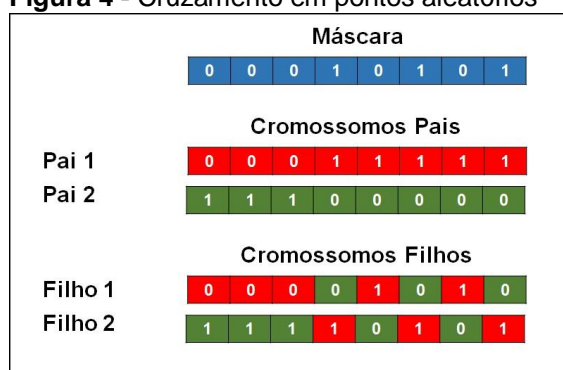 Figura 4 - Cruzamento em pontos aleatórios
Máscara
0 0 0 1 0 1 0 1
Cromossomos Pais
Pai 1 0 0 0 1 1 1 1 1
Pai 2 1 1 1 0 0 0 0 0
Cromossomos Filhos
Filho 1 0 0 0 0 1 0 1 0
Filho 2 1 1 1 1 0 1 0 1